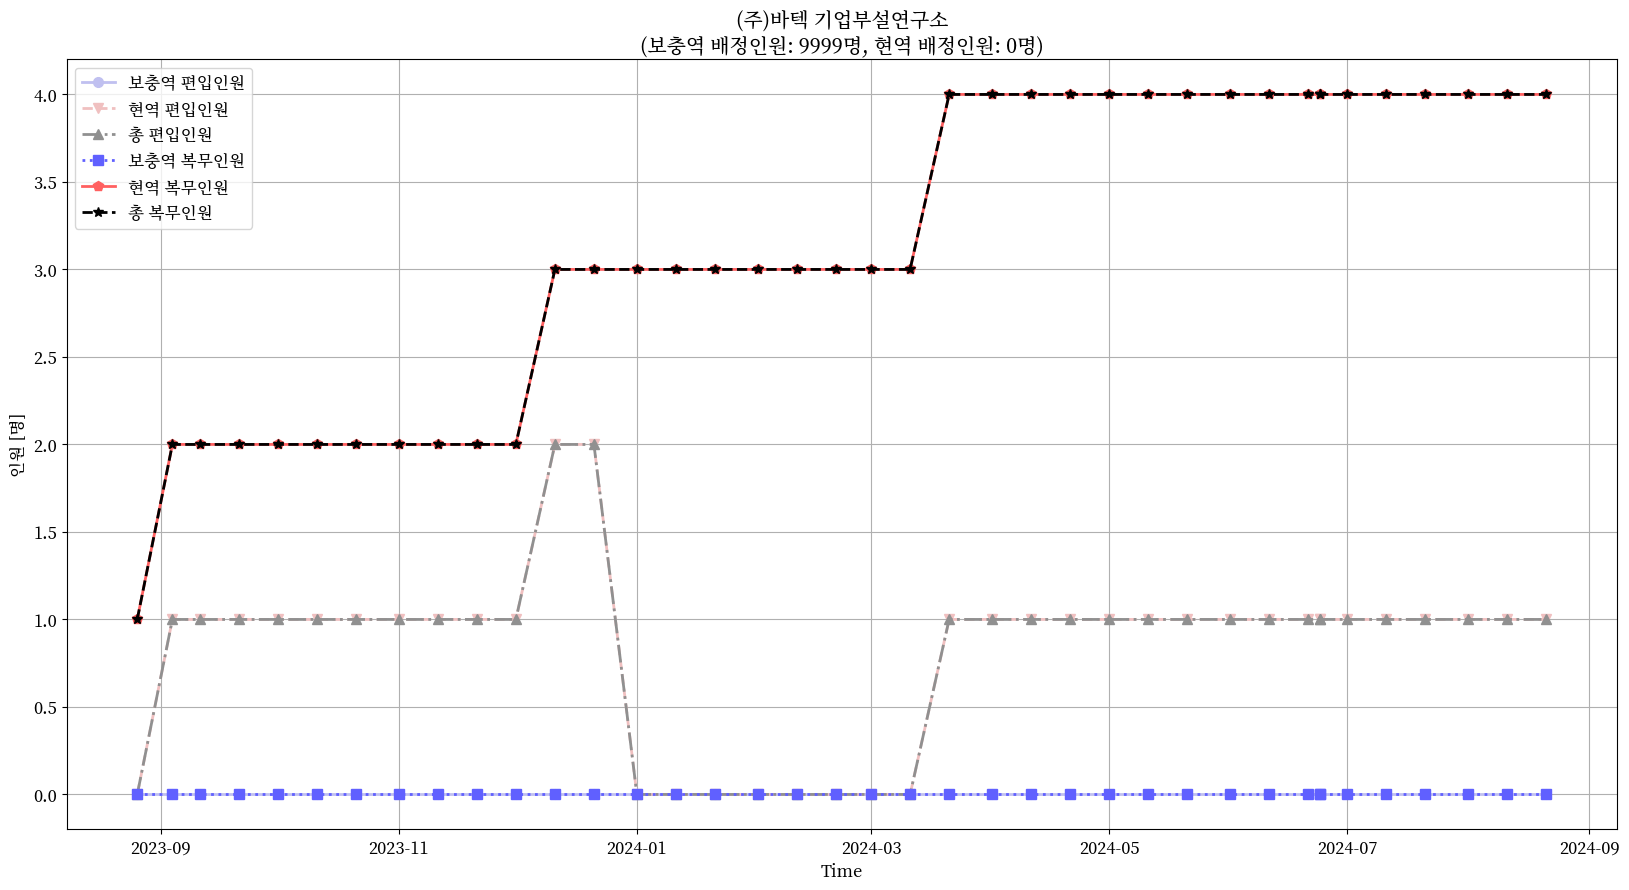 (주)바텍 기업부설연구소
(보충역 배정인원: 9999명, 현역 배정인원: 0명)
보충역 편입인원
현역 편입인원
총 편입인원
보충역 복무인원
현역 복무인원
총 복무인원
4.0
3.5
3.0
2.5
2.0
1.5
1.0
0.5
0.0
인원 [명]
2023-09 2023-11 2024-01 2024-03 2024-05 2024-07 2024-09
Time